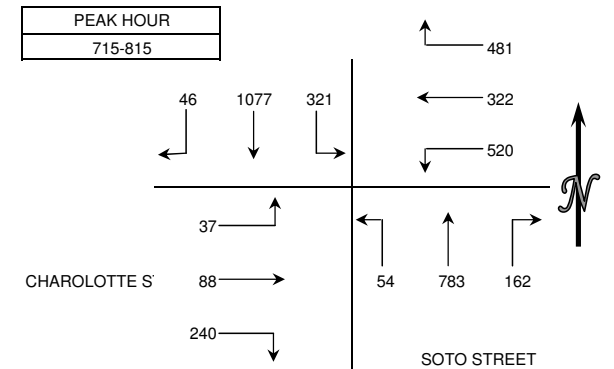 PEAK HOUR
715-815
481
46 1077 321
322
520
N
37
CHAROLOTTE S
88
54 783 162
240
SOTO STREET